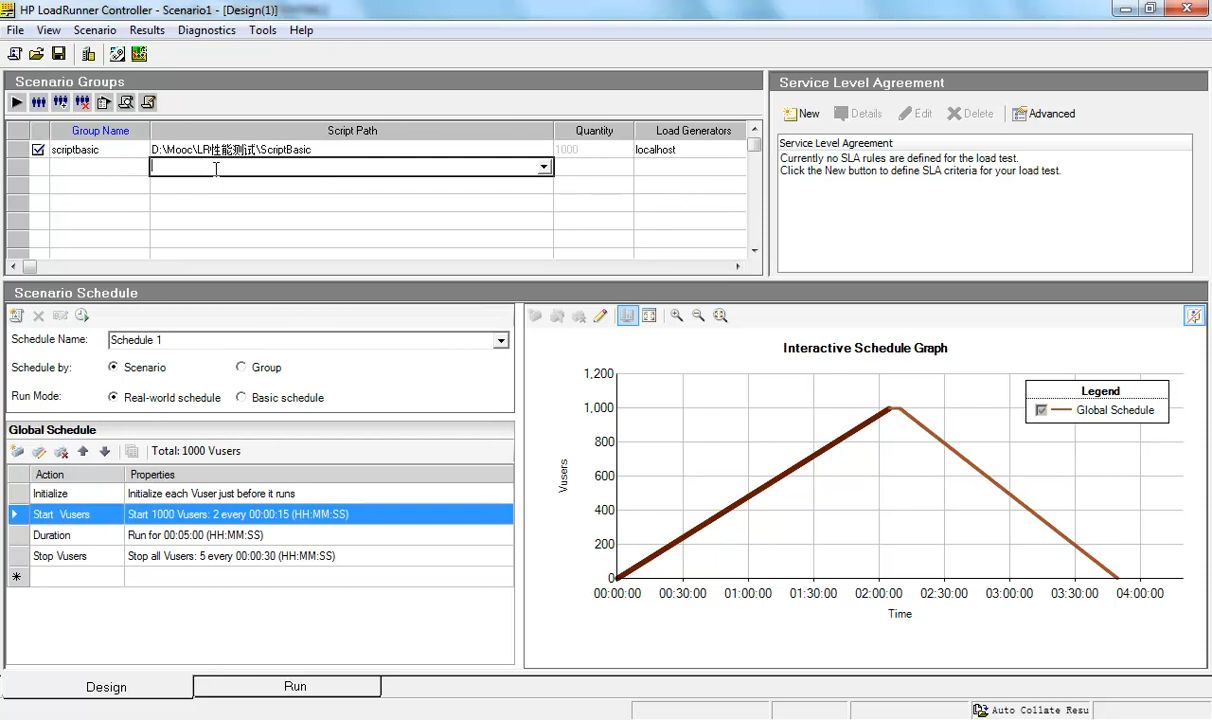 HP LoadRunner Controller - Scenario1 - [Design(1)]
File View Scenario Results Diagnostics Tools Help
Scenario Groups
Group Name Script Path Quantity Load Generators
scriptbasic D:\Mooc\LR性能测试\ScriptBasic 1000 localhost
Service Level Agreement
New Details Edit Delete Advanced
Service Level Agreement
Currently no SLA rules are defined for the load test.
Click the New button to define SLA criteria for your load test.
Scenario Schedule
Schedule Name: Schedule 1
Schedule by: Scenario Group
Run Mode: Real-world schedule Basic schedule
Global Schedule
Total: 1000 Vusers
Action Properties
Initialize Initialize each Vuser just before it runs
Start Vusers Start 1000 Vusers: 2 every 00:00:15 (HH:MM:SS)
Duration Run for 00:05:00 (HH:MM:SS)
Stop Vusers Stop all Vusers: 5 every 00:00:30 (HH:MM:SS)
Interactive Schedule Graph
Legend
Global Schedule
1,200
1,000
800
600
400
200
0
Vusers
00:00:00 00:30:00 01:00:00 01:30:00 02:00:00 02:30:00 03:00:00 03:30:00 04:00:00
Time
Design Run
Auto Collate Resu